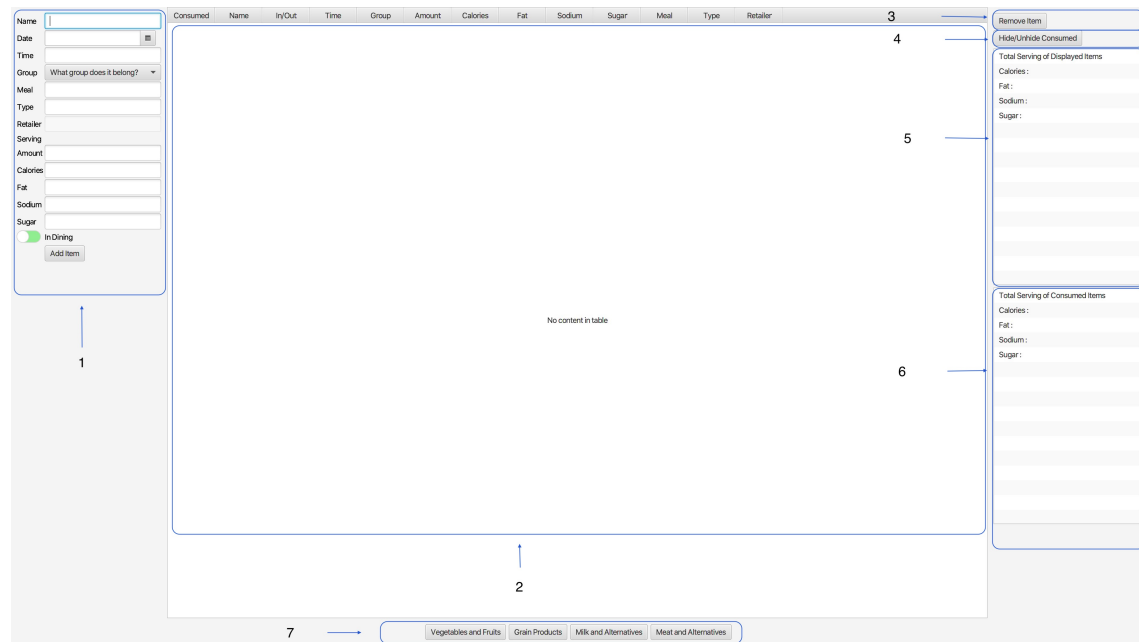 Name
Date
Time
Group What group does it belong?
Meal
Type
Retailer
Serving
Amount
Calories
Fat
Sodium
Sugar
In Dining
Add Item
1
Consumed Name In/Out Time Group Amount Calories Fat Sodium Sugar Meal Type Retailer
No content in table
2
3
Remove Item
4
Hide/Unhide Consumed
5
Total Serving of Displayed Items
Calories :
Fat :
Sodium :
Sugar :
6
Total Serving of Consumed Items
Calories :
Fat :
Sodium :
Sugar :
7
Vegetables and Fruits Grain Products Milk and Alternatives Meat and Alternatives